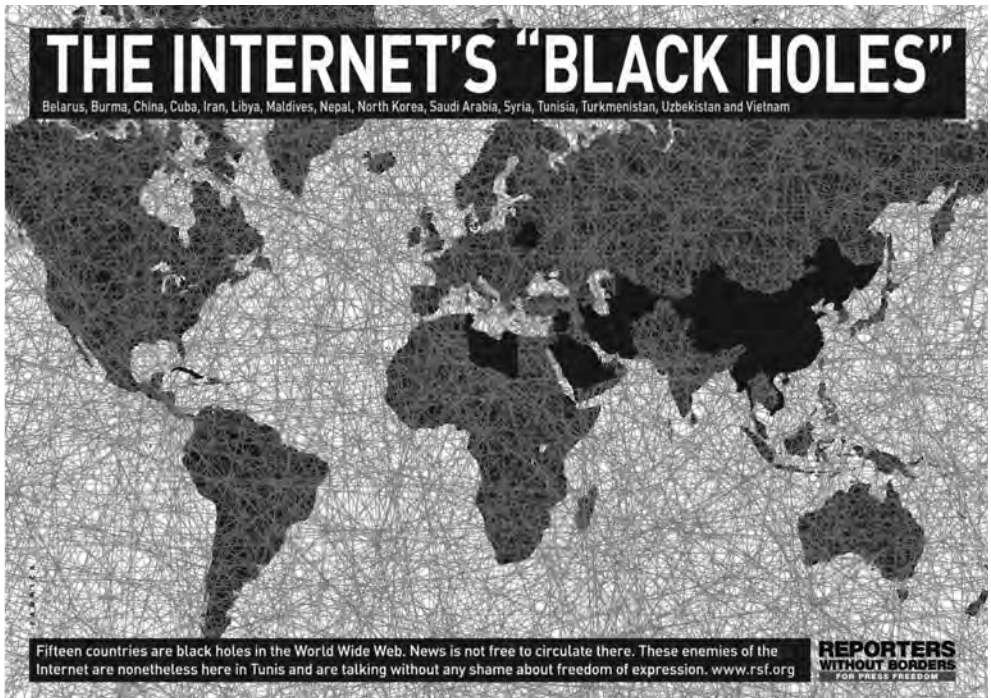 THE INTERNET'S "BLACK HOLES"
Belarus, Burma, China, Cuba, Iran, Libya, Maldives, Nepal, North Korea, Saudi Arabia, Syria, Tunisia, Turkmenistan, Uzbekistan and Vietnam
Fifteen countries are black holes in the World Wide Web. News is not free to circulate there. These enemies of the
Internet are nonetheless here in Tunis and are talking without any shame about freedom of expression. www.rsf.org
REPORTERS
WITHOUT BORDERS
FOR PRESS FREEDOM